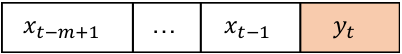 x_{t-m+1} ... x_{t-1} y_t